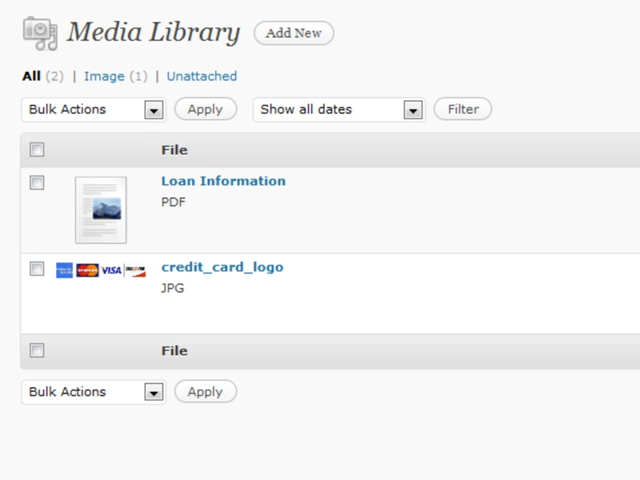 Media Library Add New
All (2) | Image (1) | Unattached
Bulk Actions Apply Show all dates Filter
File
Loan Information
PDF
VISA
credit_card_logo
JPG
File
Bulk Actions Apply